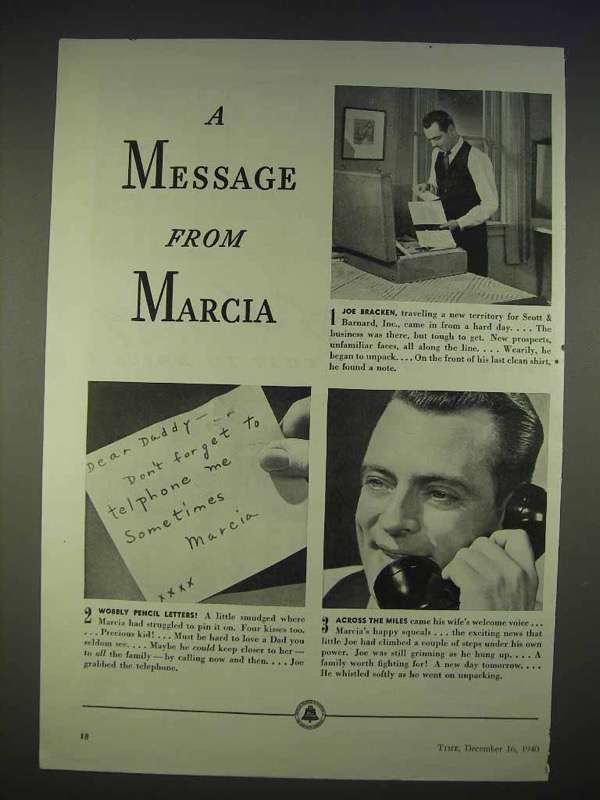 A
MESSAGE
FROM
MARCIA
1 JOE BRACKEN, traveling a new territory for Scott &
Barnard, Inc., came in from a hard day. . . . The
business was there, but tough to get. New prospects,
unfamiliar faces, all along the line. . . . Wearily, he
began to unpack. . . . On the front of his last clean shirt,
he found a note.
Dear Daddy—
Don't forget to
telphone me
Sometimes
Marcia
xxxx
2 WOBBLY PENCIL LETTERS! A little smudged where
Marcia had struggled to pin it on. Four kisses too.
. . . Precious kid! . . . Must be hard to love a Dad you
seldom see. . . . Maybe he could keep closer to her—
to all the family—by calling now and then. . . . Joe
grabbed the telephone.
3 ACROSS THE MILES came his wife's welcome voice . . .
Marcia's happy squeals . . . the exciting news that
little Joe had climbed a couple of steps under his own
power. Joe was still grinning as he hung up. . . . A
family worth fighting for! A new day tomorrow. . . .
He whistled softly as he went on unpacking.
18
TIME, December 16, 1940